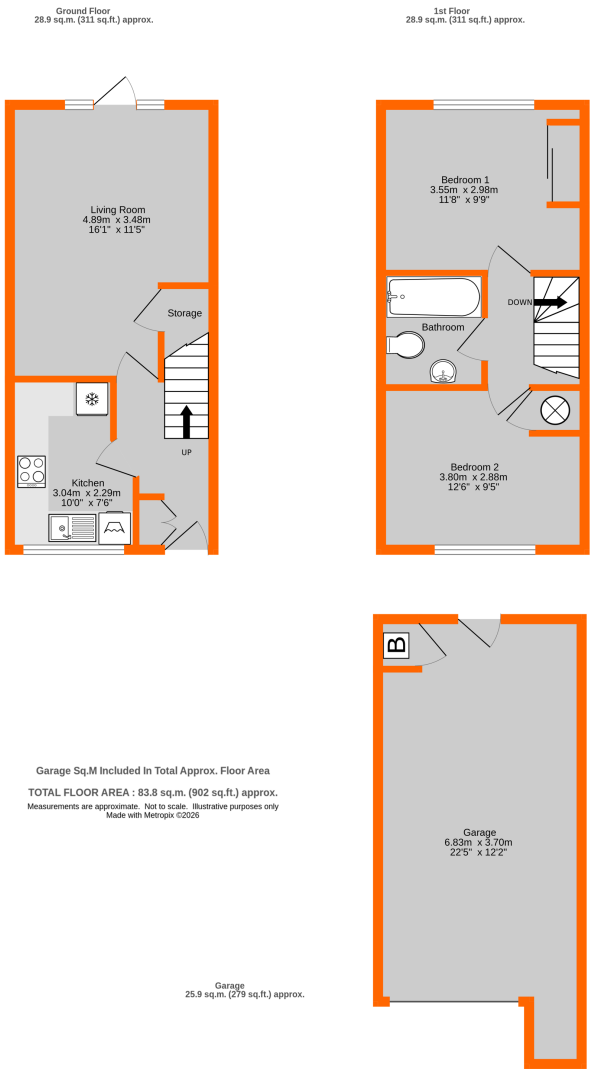 Ground Floor
28.9 sq.m. (311 sq.ft.) approx.
1st Floor
28.9 sq.m. (311 sq.ft.) approx.
Living Room
4.89m x 3.48m
16'1" x 11'5"
Storage
UP
Kitchen
3.04m x 2.29m
10'0" x 7'6"
Bedroom 1
3.55m x 2.98m
11'8" x 9'9"
DOWN
Bathroom
Bedroom 2
3.80m x 2.88m
12'6" x 9'5"
B
Garage Sq.M Included In Total Approx. Floor Area
TOTAL FLOOR AREA : 83.8 sq.m. (902 sq.ft.) approx.
Measurements are approximate. Not to scale. Illustrative purposes only
Made with Metropix ©2026
Garage
6.83m x 3.70m
22'5" x 12'2"
Garage
25.9 sq.m. (279 sq.ft.) approx.